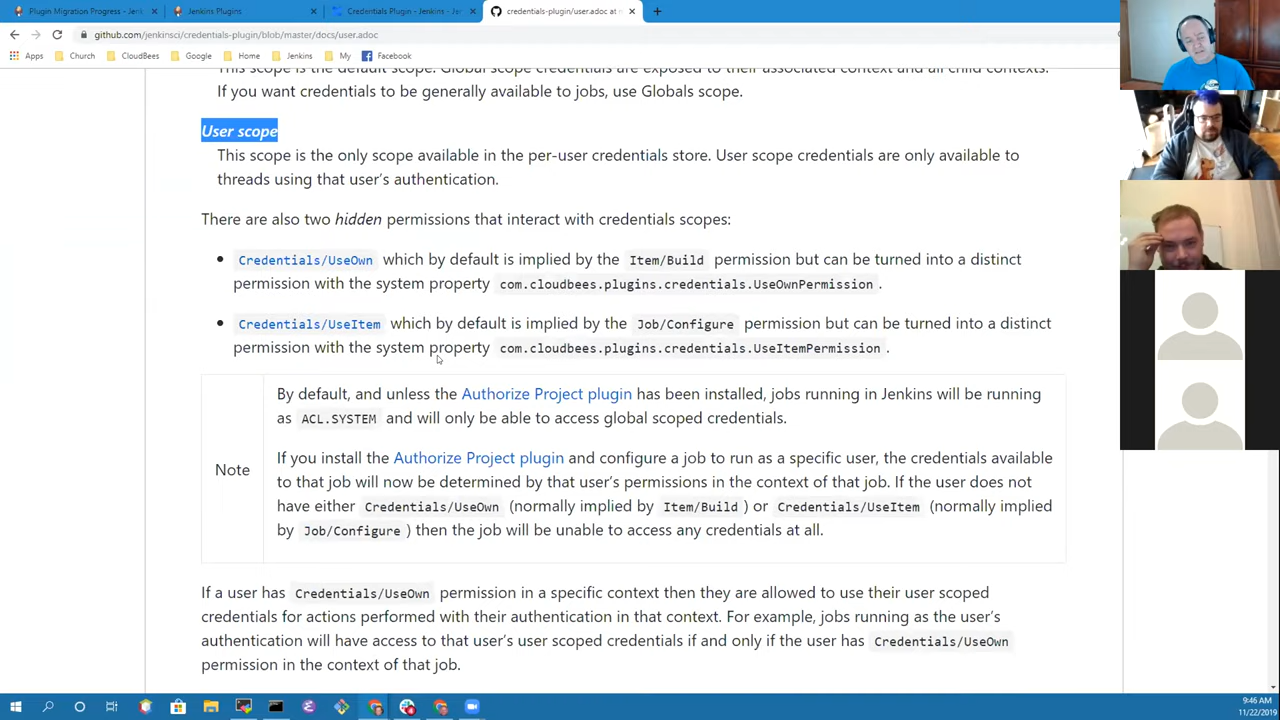 Plugin Migration Progress - Jenki
Jenkins Plugins
Credentials Plugin - Jenkins - Jen
credentials-plugin/user.adoc at m
github.com/jenkinsci/credentials-plugin/blob/master/docs/user.adoc
Apps
Church
CloudBees
Google
Home
Jenkins
My
Facebook
This scope is the default scope. Global scope credentials are exposed to their associated context and all child contexts.
If you want credentials to be generally available to jobs, use Globals scope.
User scope
This scope is the only scope available in the per-user credentials store. User scope credentials are only available to
threads using that user's authentication.
There are also two hidden permissions that interact with credentials scopes:
• Credentials/UseOwn which by default is implied by the Item/Build permission but can be turned into a distinct
permission with the system property com.cloudbees.plugins.credentials.UseOwnPermission.
• Credentials/UseItem which by default is implied by the Job/Configure permission but can be turned into a distinct
permission with the system property com.cloudbees.plugins.credentials.UseItemPermission.
By default, and unless the Authorize Project plugin has been installed, jobs running in Jenkins will be running
as ACL.SYSTEM and will only be able to access global scoped credentials.
Note
If you install the Authorize Project plugin and configure a job to run as a specific user, the credentials available
to that job will now be determined by that user's permissions in the context of that job. If the user does not
have either Credentials/UseOwn (normally implied by Item/Build) or Credentials/UseItem (normally implied
by Job/Configure) then the job will be unable to access any credentials at all.
If a user has Credentials/UseOwn permission in a specific context then they are allowed to use their user scoped
credentials for actions performed with their authentication in that context. For example, jobs running as the user's
authentication will have access to that user's user scoped credentials if and only if the user has Credentials/UseOwn
permission in the context of that job.
9:46 AM
11/22/2019